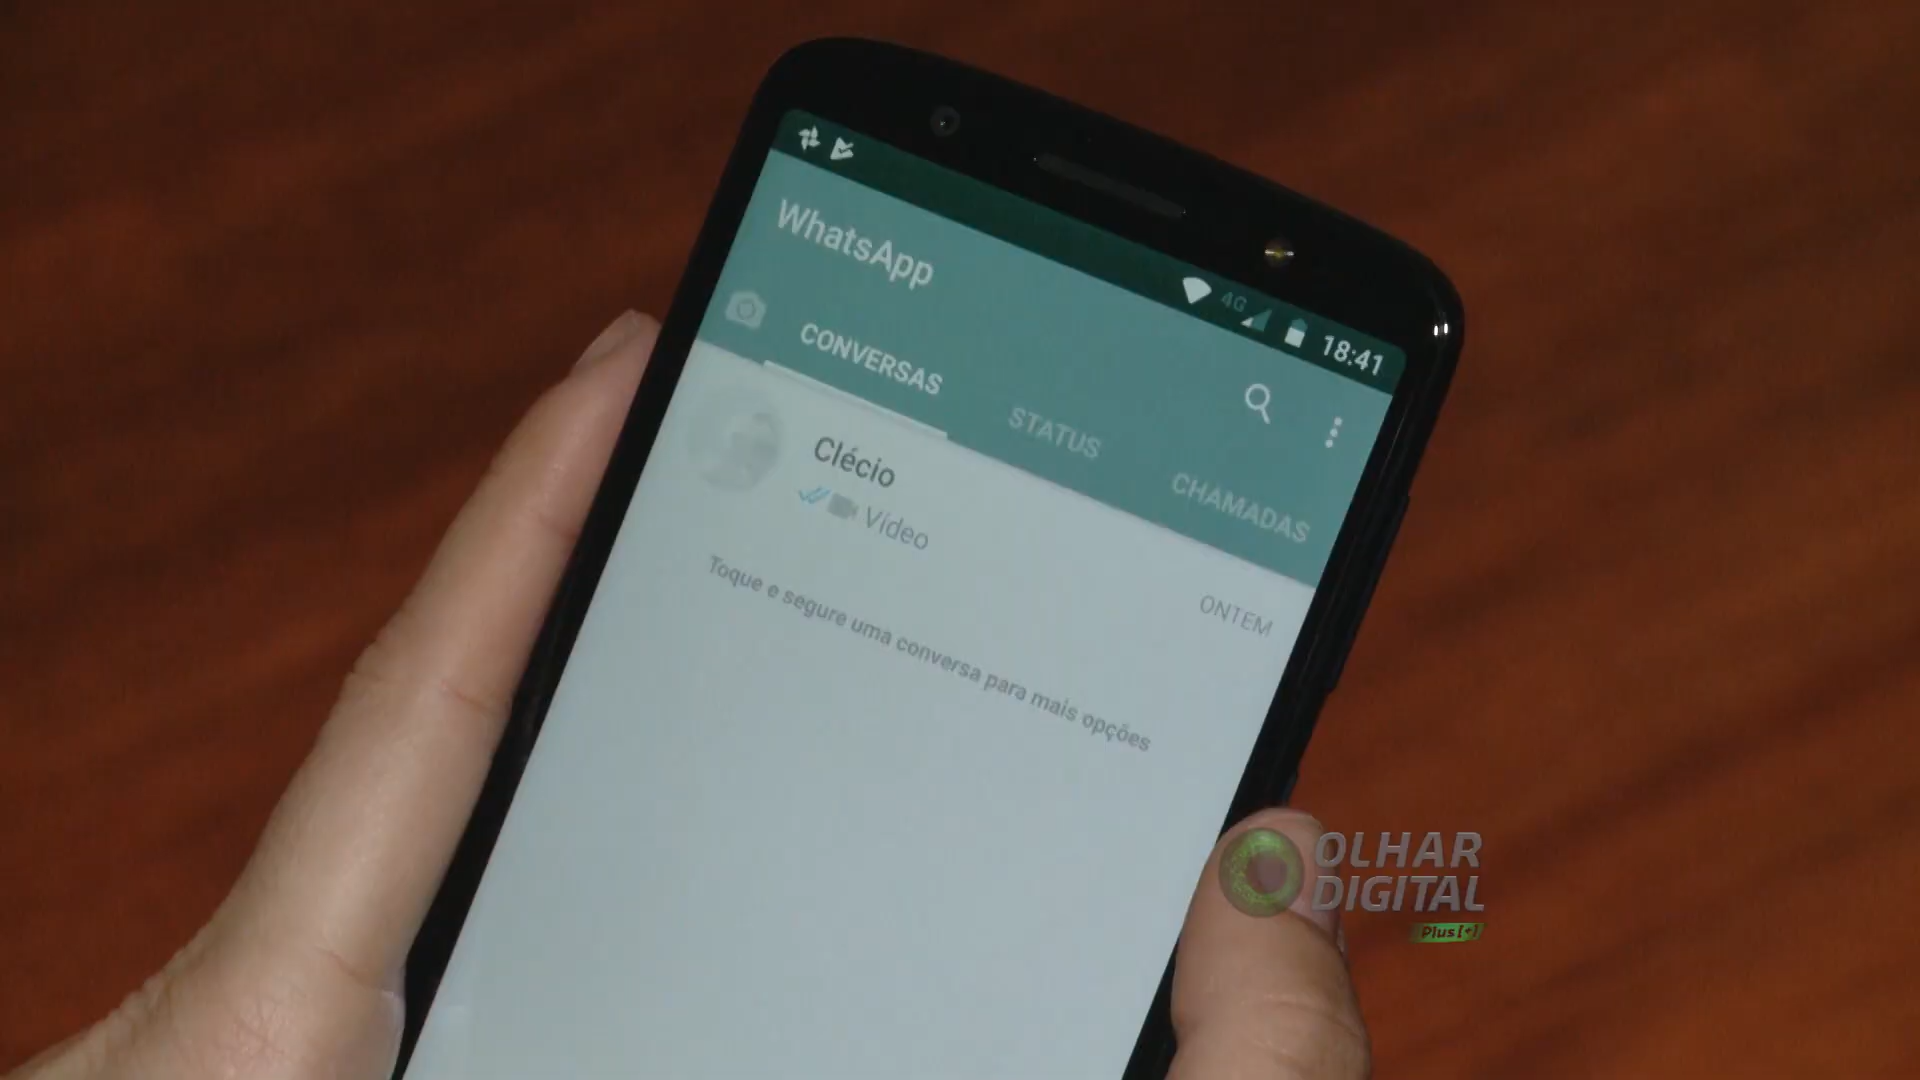 4G 18:41
WhatsApp
CONVERSAS STATUS CHAMADAS
Clécio
Vídeo
ONTEM
Toque e segure uma conversa para mais opções
OLHAR
DIGITAL
Plus[+]